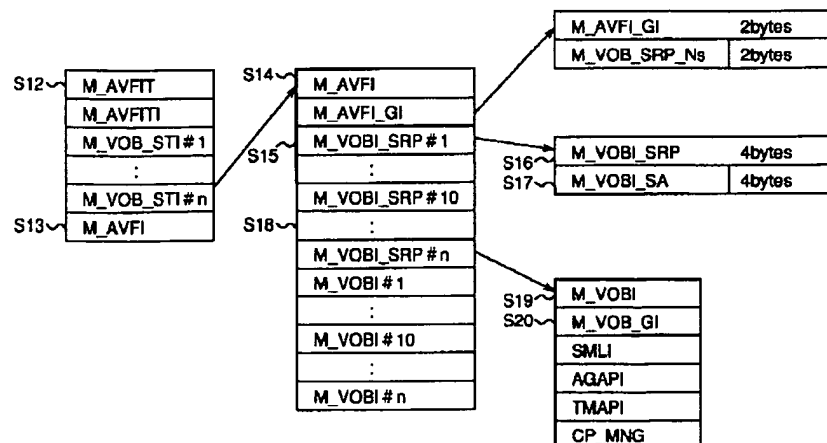 S12
M_AVFIT
M_AVFITI
M_VOB_STI#1
:
M_VOB_STI#n
S13
M_AVFI
S14
M_AVFI
M_AVFI_GI
S15
M_VOBI_SRP#1
:
M_VOBI_SRP#10
S18
:
M_VOBI_SRP#n
M_VOBI#1
:
M_VOBI#10
:
M_VOBI#n
M_AVFI_GI 2bytes
M_VOB_SRP_Ns 2bytes
S16
M_VOBI_SRP 4bytes
S17
M_VOBI_SA 4bytes
S19
M_VOBI
S20
M_VOB_GI
SMLI
AGAPI
TMAPI
CP_MNG